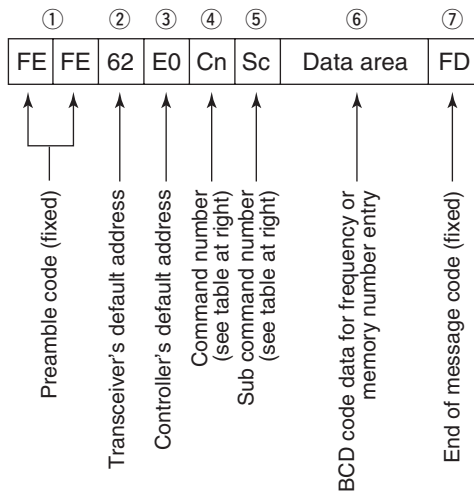 ① ② ③ ④ ⑤ ⑥ ⑦
FE FE 62 E0 Cn Sc Data area FD
Preamble code (fixed)
Transceiver's default address
Controller's default address
Command number
(see table at right)
Sub command number
(see table at right)
BCD code data for frequency or
memory number entry
End of message code (fixed)